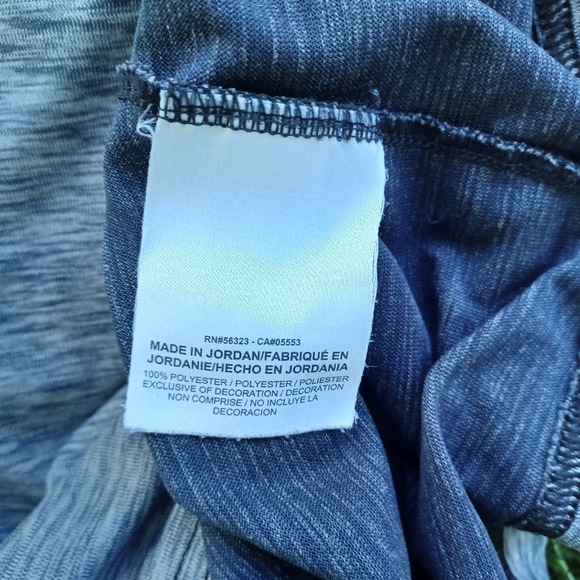 RN#56323 - CA#05553
MADE IN JORDAN/FABRIQUÉ EN
JORDANIE/HECHO EN JORDANIA
100% POLYESTER / POLYESTER / POLIESTER
EXCLUSIVE OF DECORATION / DECORATION
NON COMPRISE / NO INCLUYE LA
DECORACION